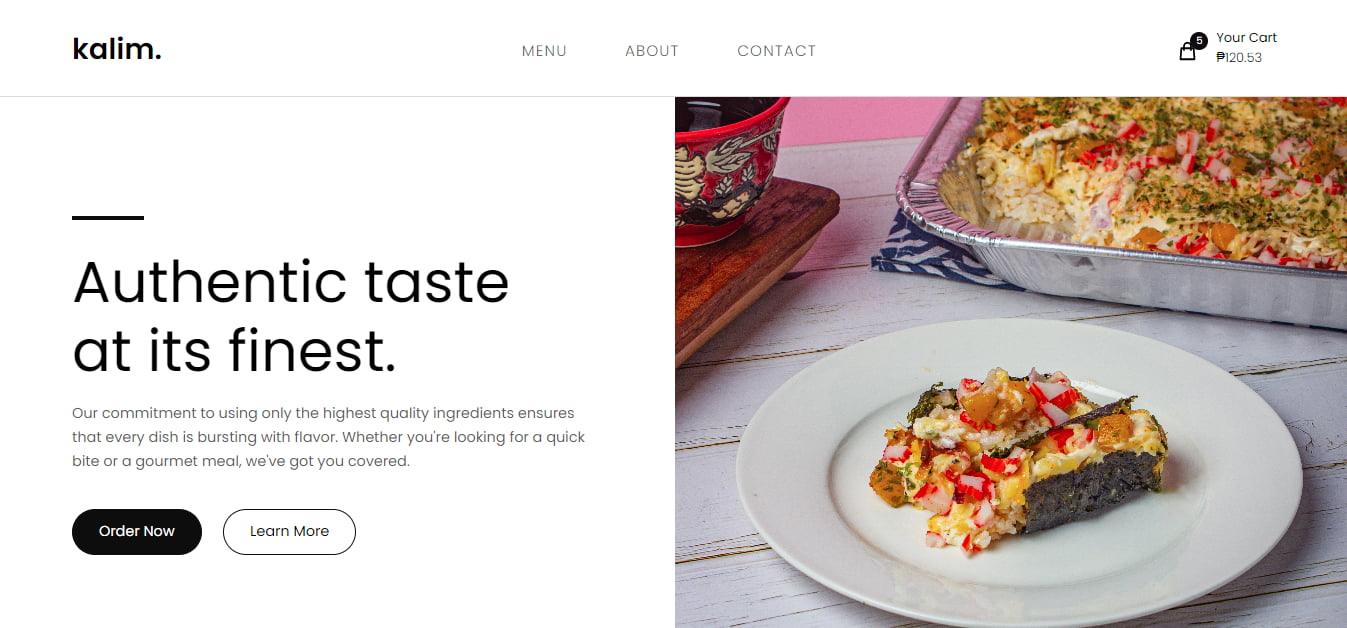 kalim.
MENU
ABOUT
CONTACT
5
Your Cart
₱120.53
Authentic taste
at its finest.
Our commitment to using only the highest quality ingredients ensures
that every dish is bursting with flavor. Whether you're looking for a quick
bite or a gourmet meal, we've got you covered.
Order Now
Learn More